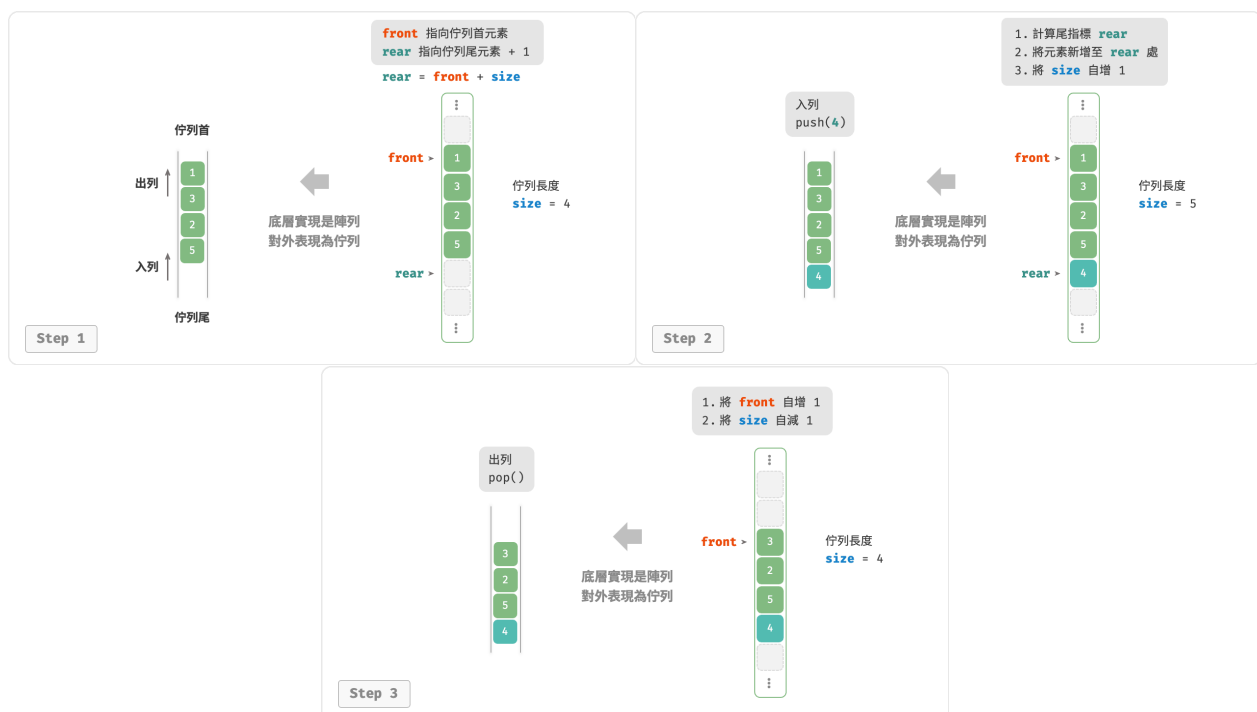 front 指向佇列首元素
rear 指向佇列尾元素 + 1
rear = front + size
佇列首
出列
入列
佇列尾
1
3
2
5
底層實現是陣列
對外表現為佇列
front
rear
1
3
2
5
佇列長度
size = 4
Step 1
1. 計算尾指標 rear
2. 將元素新增至 rear 處
3. 將 size 自增 1
入列
push(4)
1
3
2
5
4
底層實現是陣列
對外表現為佇列
front
rear
1
3
2
5
4
佇列長度
size = 5
Step 2
1. 將 front 自增 1
2. 將 size 自減 1
出列
pop()
3
2
5
4
底層實現是陣列
對外表現為佇列
front
3
2
5
4
佇列長度
size = 4
Step 3